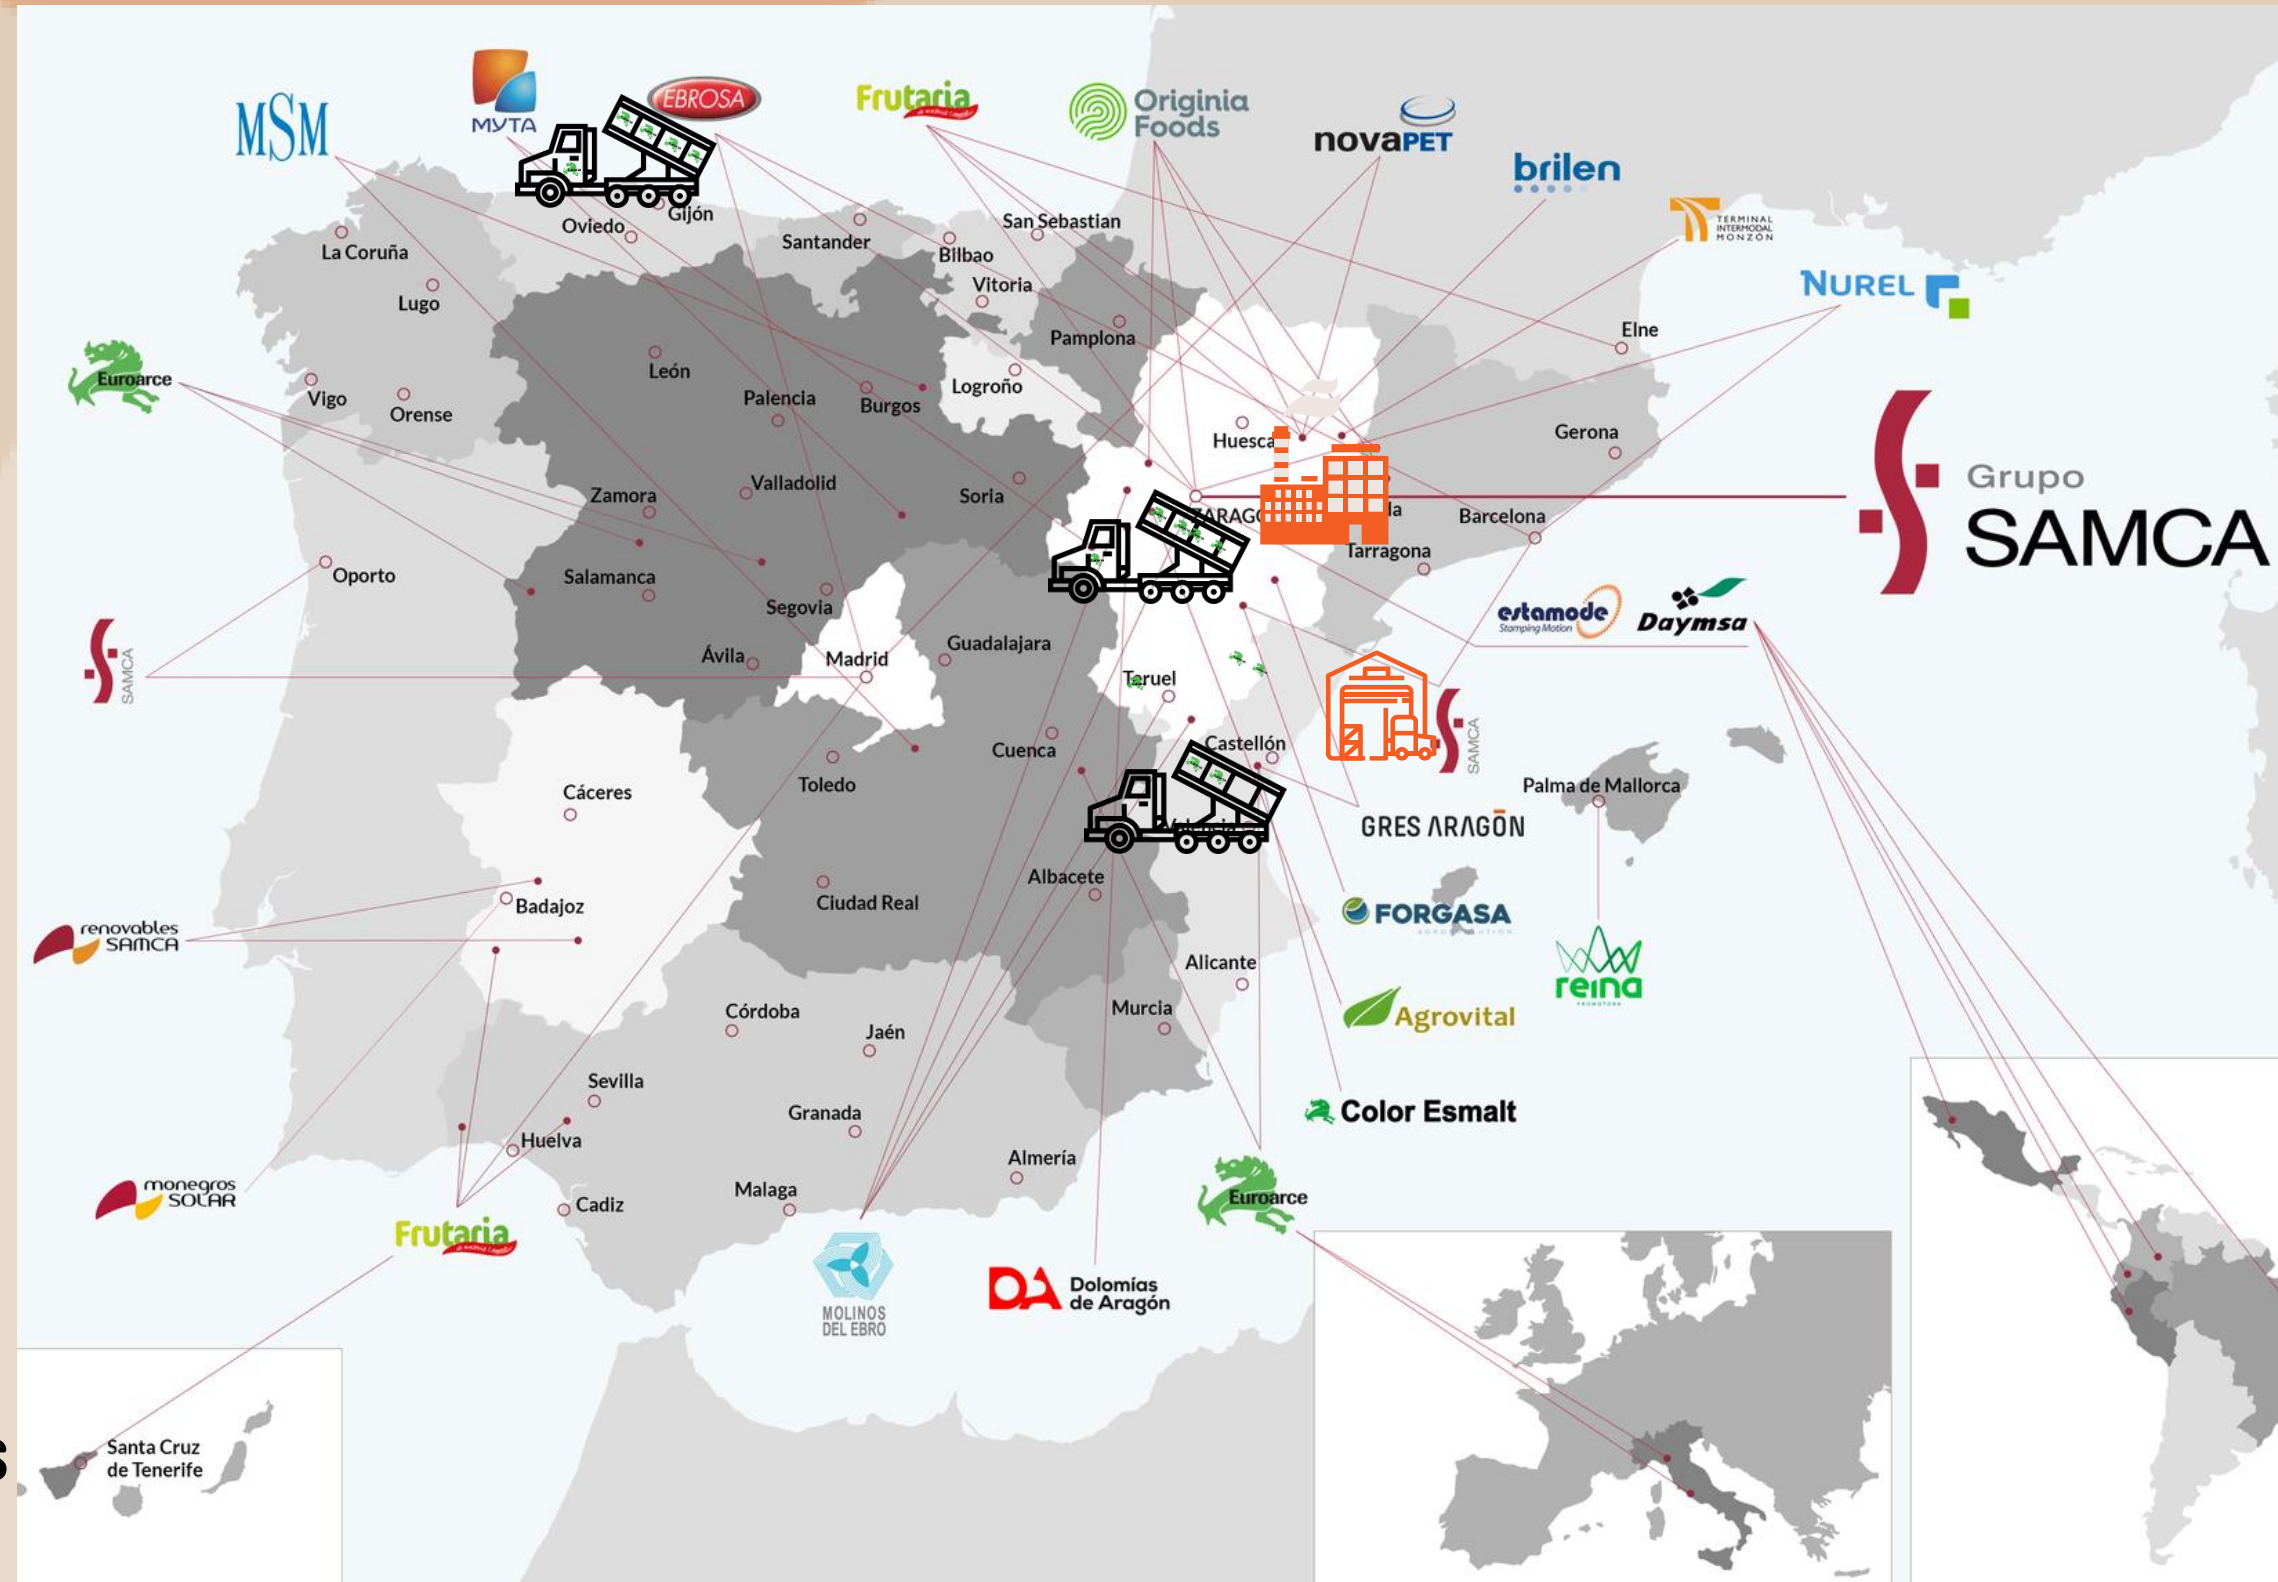 MSM
MYTA
EBROSA
Frutaria
Originia
Foods
novaPET
brilen
TERMINAL
INTERMODAL
MONZÓN
NUREL
Gijón
Oviedo
Santander
San Sebastian
Bilbao
La Coruña
Vitoria
Lugo
Pamplona
Elne
Euroarce
León
Logroño
Vigo
Palencia
Burgos
Orense
Gerona
Huesca
Grupo
SAMCA
Zamora
Valladolid
Soria
ZARAG
Barcelona
Tarragona
Oporto
Salamanca
Segovia
estamode
Stamping Motion
Daymsa
SAMCA
Ávila
Madrid
Guadalajara
Teruel
Cuenca
Castellón
SAMCA
Toledo
Palma de Mallorca
Cáceres
Valencia
GRES ARAGÓN
Albacete
Badajoz
Ciudad Real
FORGASA
renovables
SAMCA
Alicante
reina
PROMOTORA
Córdoba
Murcia
Agrovital
Jaén
Sevilla
Granada
Color Esmalt
Huelva
Almería
monegros
SOLAR
Malaga
Cadiz
Euroarce
Frutaria
MOLINOS
DEL EBRO
DA
Dolomías
de Aragón
Santa Cruz
de Tenerife
s